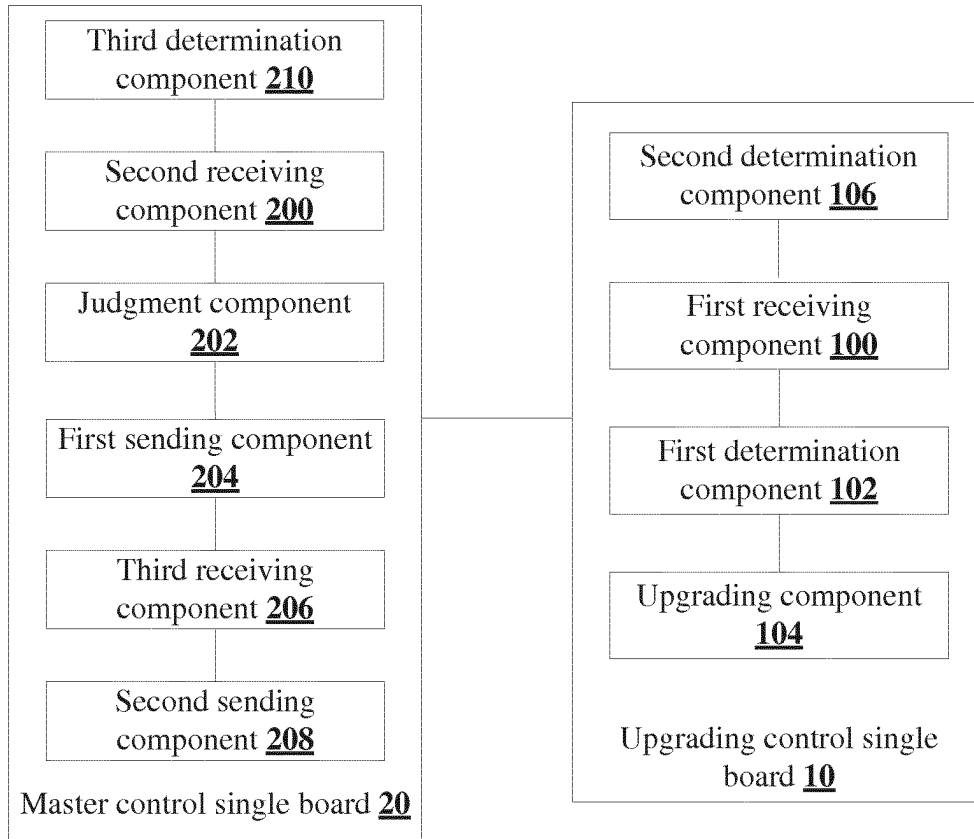 Third determination
component 210
Second receiving
component 200
Judgment component
202
First sending component
204
Third receiving
component 206
Second sending
component 208
Master control single board 20
Second determination
component 106
First receiving
component 100
First determination
component 102
Upgrading component
104
Upgrading control single
board 10